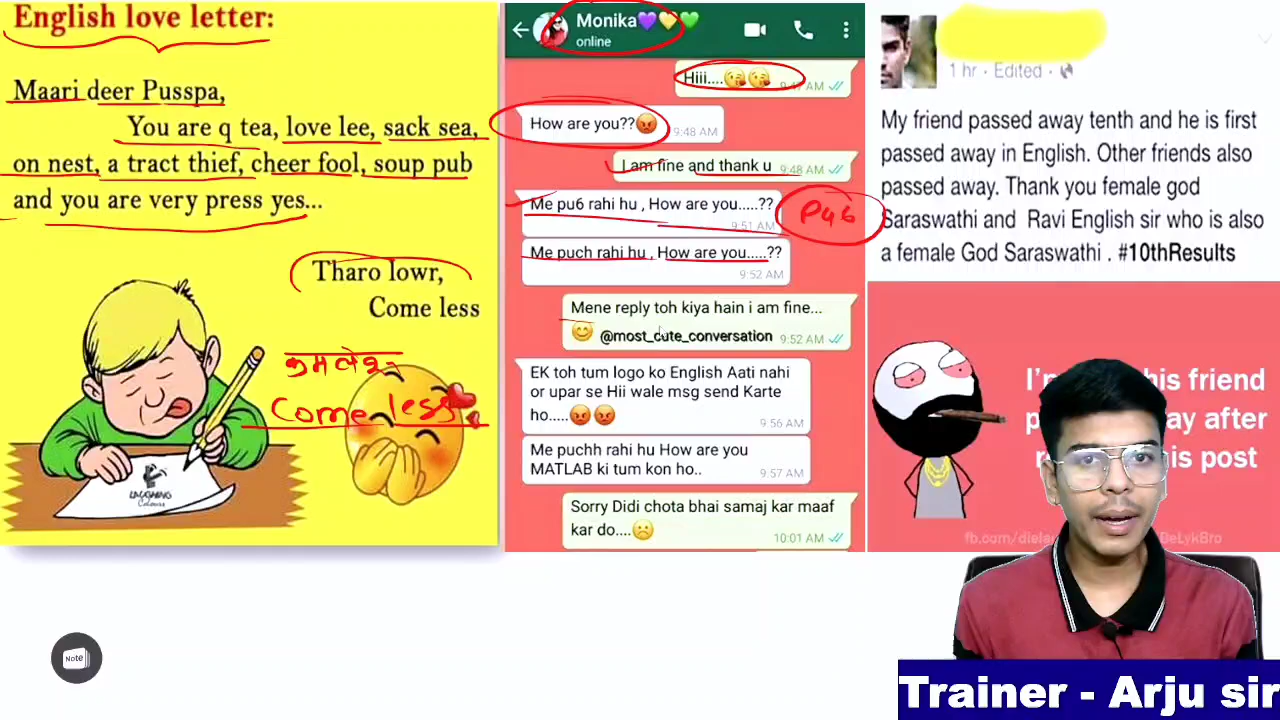 English love letter:
Maari deer Pusspa,
You are q tea, love lee, sack sea,
on nest, a tract thief, cheer fool, soup pub
and you are very press yes...
Tharo lowr,
Come less
कमलेश
Come less
LAUGHING
Colours
Monika💜💛💚
online
Hiii....😘😘 9:47 AM
How are you??😡 9:48 AM
I am fine and thank u 9:48 AM
Me pu6 rahi hu , How are you.....?? 9:51 AM
Pu6
Me puch rahi hu , How are you.....??
9:52 AM
Mene reply toh kiya hain i am fine...
😊 @most_cute_conversation 9:52 AM
EK toh tum logo ko English Aati nahi
or upar se Hii wale msg send Karte
ho.....😡😡 9:56 AM
Me puchh rahi hu How are you
MATLAB ki tum kon ho.. 9:57 AM
Sorry Didi chota bhai samaj kar maaf
kar do....☹️ 10:01 AM
1 hr · Edited ·
My friend passed away tenth and he is first
passed away in English. Other friends also
passed away. Thank you female god
Saraswathi and Ravi English sir who is also
a female God Saraswathi . #10thResults
his friend
ay after
is post
BeLykBro
Note
Trainer - Arju sir